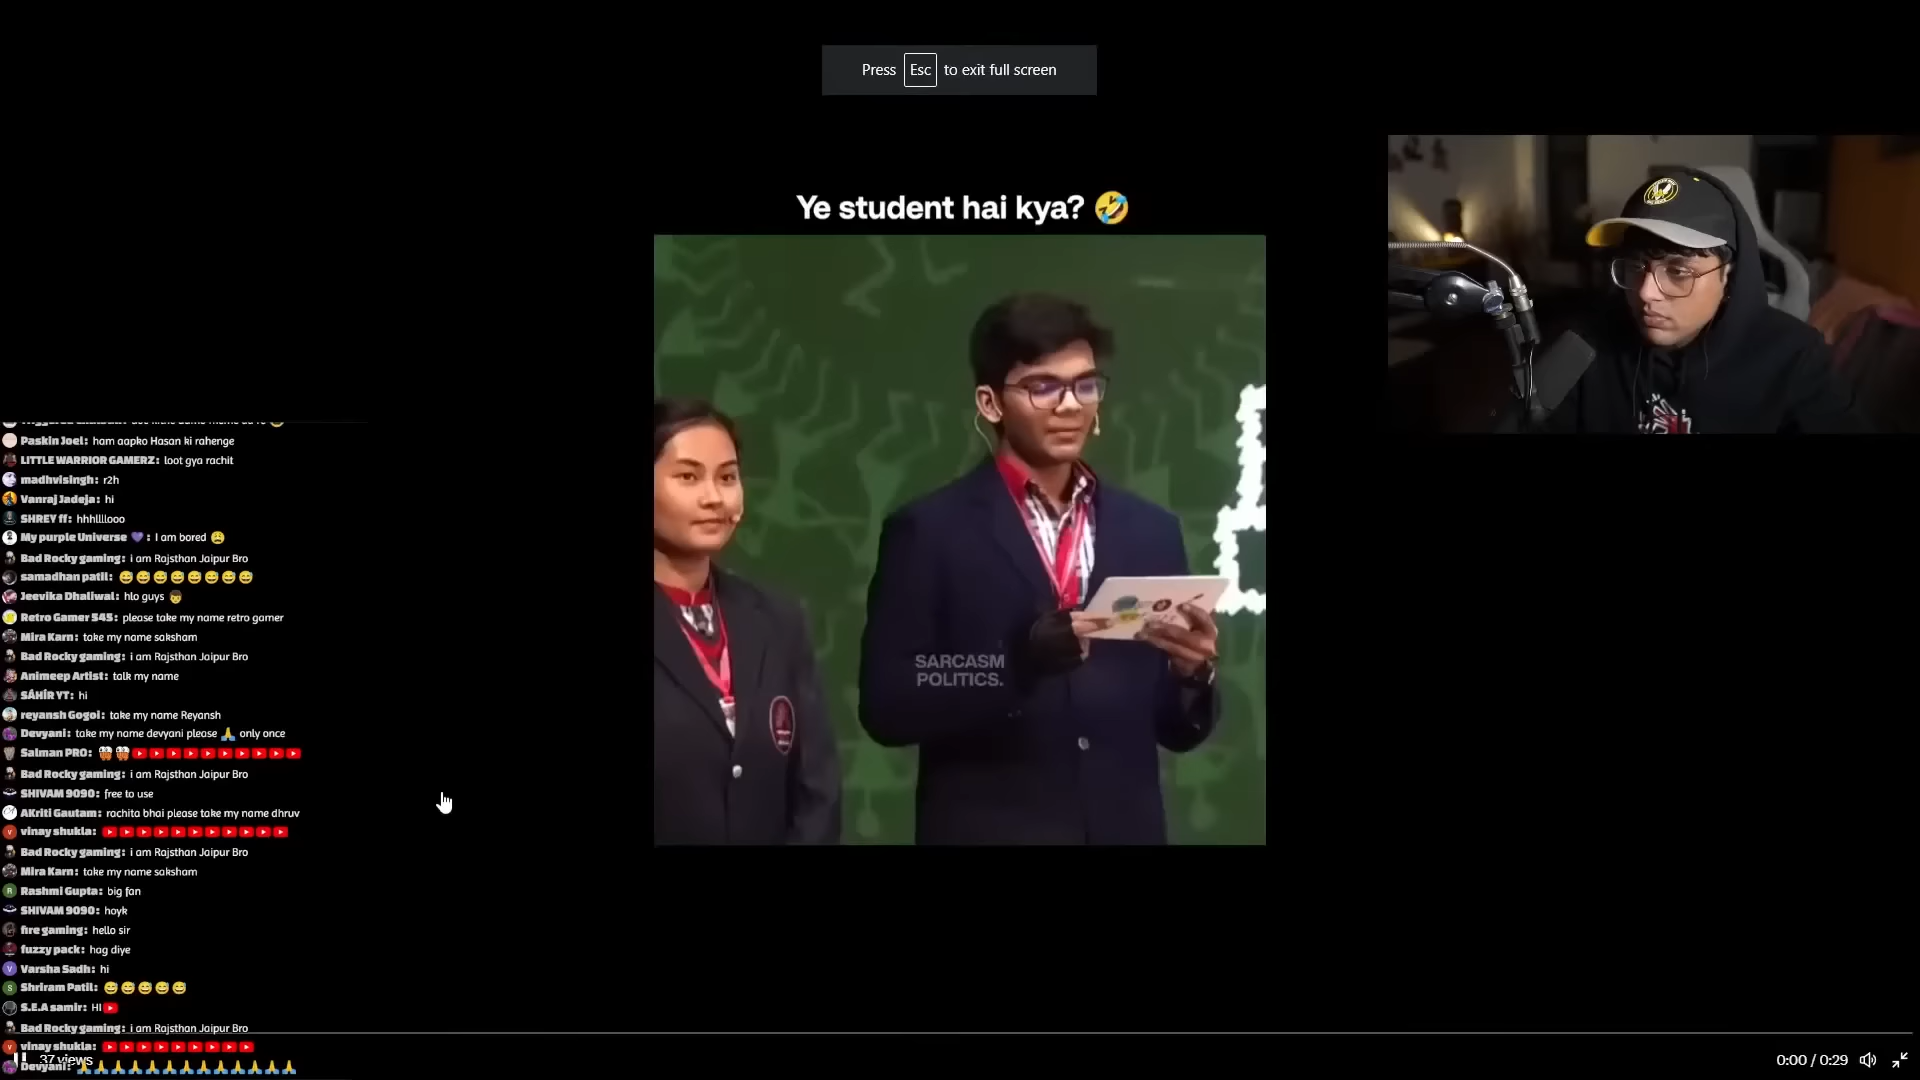 Press Esc to exit full screen
Ye student hai kya? 🤣
SARCASM
POLITICS.
Paskin Joel: ham aapko Hasan ki rahenge
LITTLE WARRIOR GAMERZ: loot gya rachit
madhvisingh: r2h
Vanraj Jadeja: hi
SHREY ff: hhhllllooo
My purple Universe 💜: I am bored 😩
Bad Rocky gaming: i am Rajsthan Jaipur Bro
samadhan patil: 😅😅😅😅😅😅😅😅
Jeevika Dhaliwal: hlo guys 👦
Retro Gamer 545: please take my name retro gamer
Mira Karn: take my name saksham
Bad Rocky gaming: i am Rajsthan Jaipur Bro
Animeep Artist: talk my name
SÁHÍR YT: hi
reyansh Gogoi: take my name Reyansh
Devyani: take my name devyani please 🙏 only once
Salman PRO:
Bad Rocky gaming: i am Rajsthan Jaipur Bro
SHIVAM 9090: free to use
AKriti Gautam: rachita bhai please take my name dhruv
vinay shukla:
Bad Rocky gaming: i am Rajsthan Jaipur Bro
Mira Karn: take my name saksham
Rashmi Gupta: big fan
SHIVAM 9090: hoyk
fire gaming: hello sir
fuzzy pack: hag diye
Varsha Sadh: hi
Shriram Patil: 😅😅😅😅😅
S.E.A samir: HI
Bad Rocky gaming: i am Rajsthan Jaipur Bro
vinay shukla:
37 views
Devyani: 🙏🙏🙏🙏🙏🙏🙏🙏🙏🙏🙏🙏🙏
0:00 / 0:29